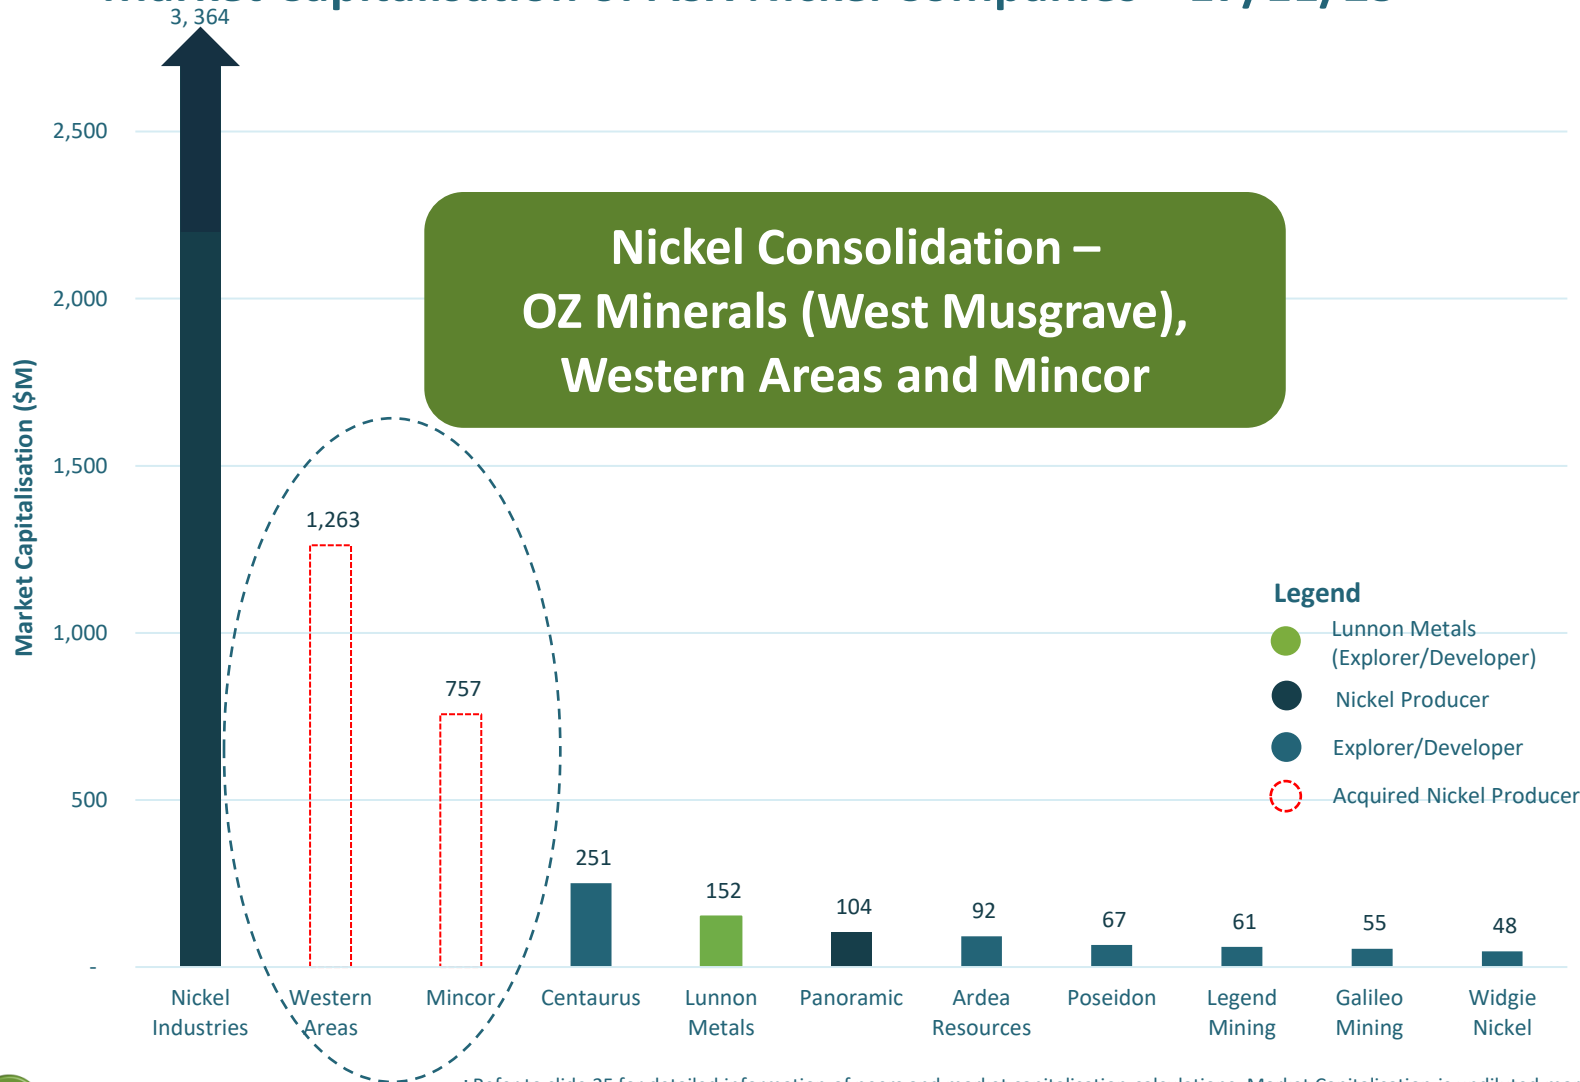 3, 364
2,500
2,000
1,500
1,000
500
-
Market Capitalisation ($M)
Nickel Consolidation –
OZ Minerals (West Musgrave),
Western Areas and Mincor
1,263
757
251
152
104
92
67
61
55
48
Legend
Lunnon Metals
(Explorer/Developer)
Nickel Producer
Explorer/Developer
Acquired Nickel Producer
Nickel
Industries
Western
Areas
Mincor
Centaurus
Lunnon
Metals
Panoramic
Ardea
Resources
Poseidon
Legend
Mining
Galileo
Mining
Widgie
Nickel